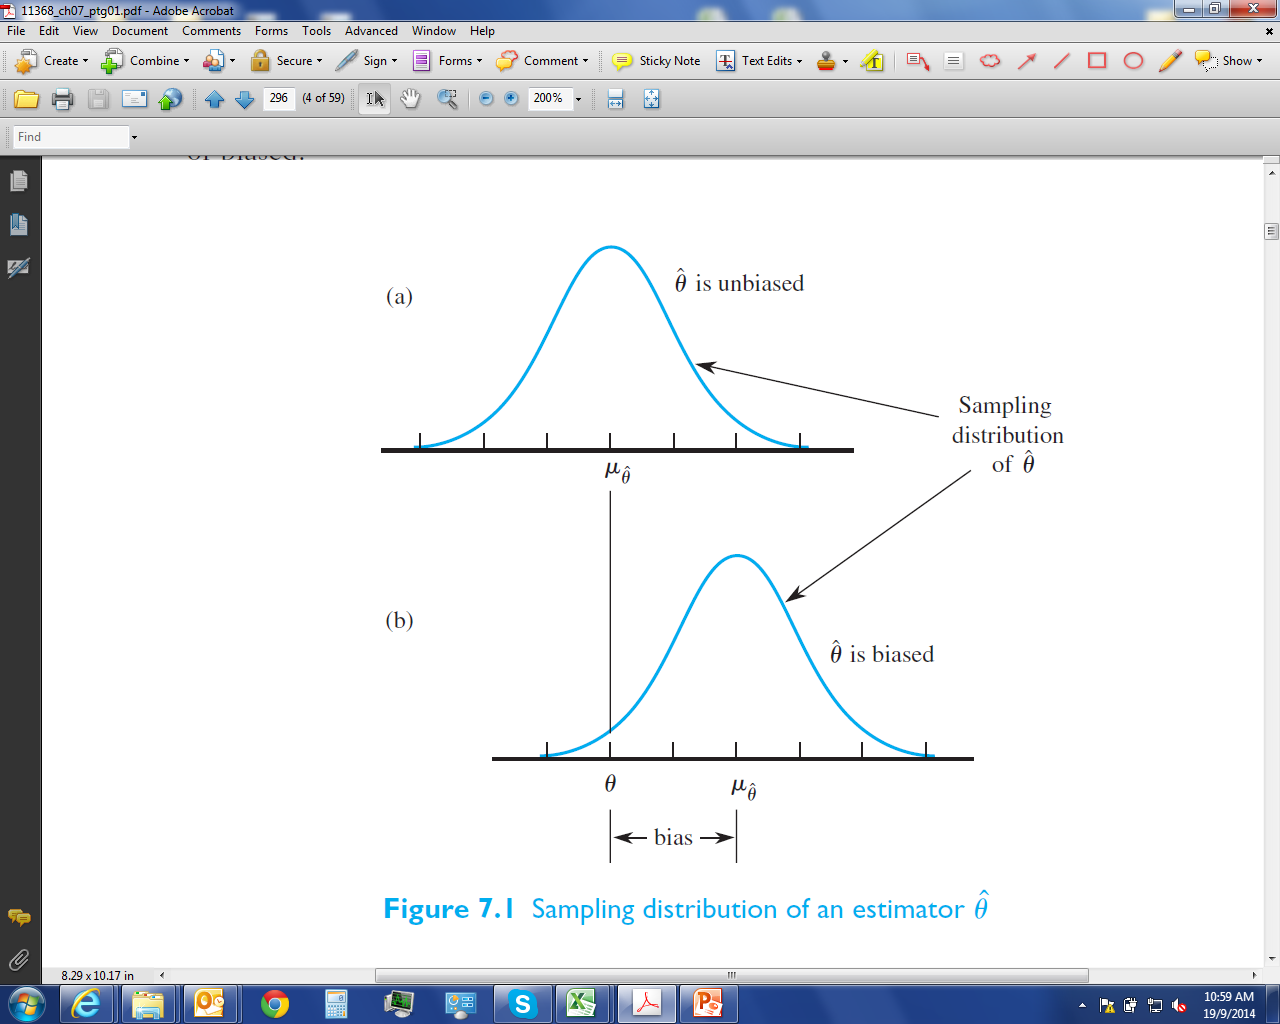 11368_ch07_ptg01.pdf - Adobe Acrobat
File Edit View Document Comments Forms Tools Advanced Window Help
Create Combine Secure Sign Forms Comment Sticky Note Text Edits Show
296 (4 of 59) 200%
Find
or biased.
(a)
θ̂ is unbiased
Sampling
distribution
of θ̂
μθ̂
(b)
θ̂ is biased
θ μθ̂
bias
Figure 7.1 Sampling distribution of an estimator θ̂
8.29 x 10.17 in
10:59 AM
19/9/2014